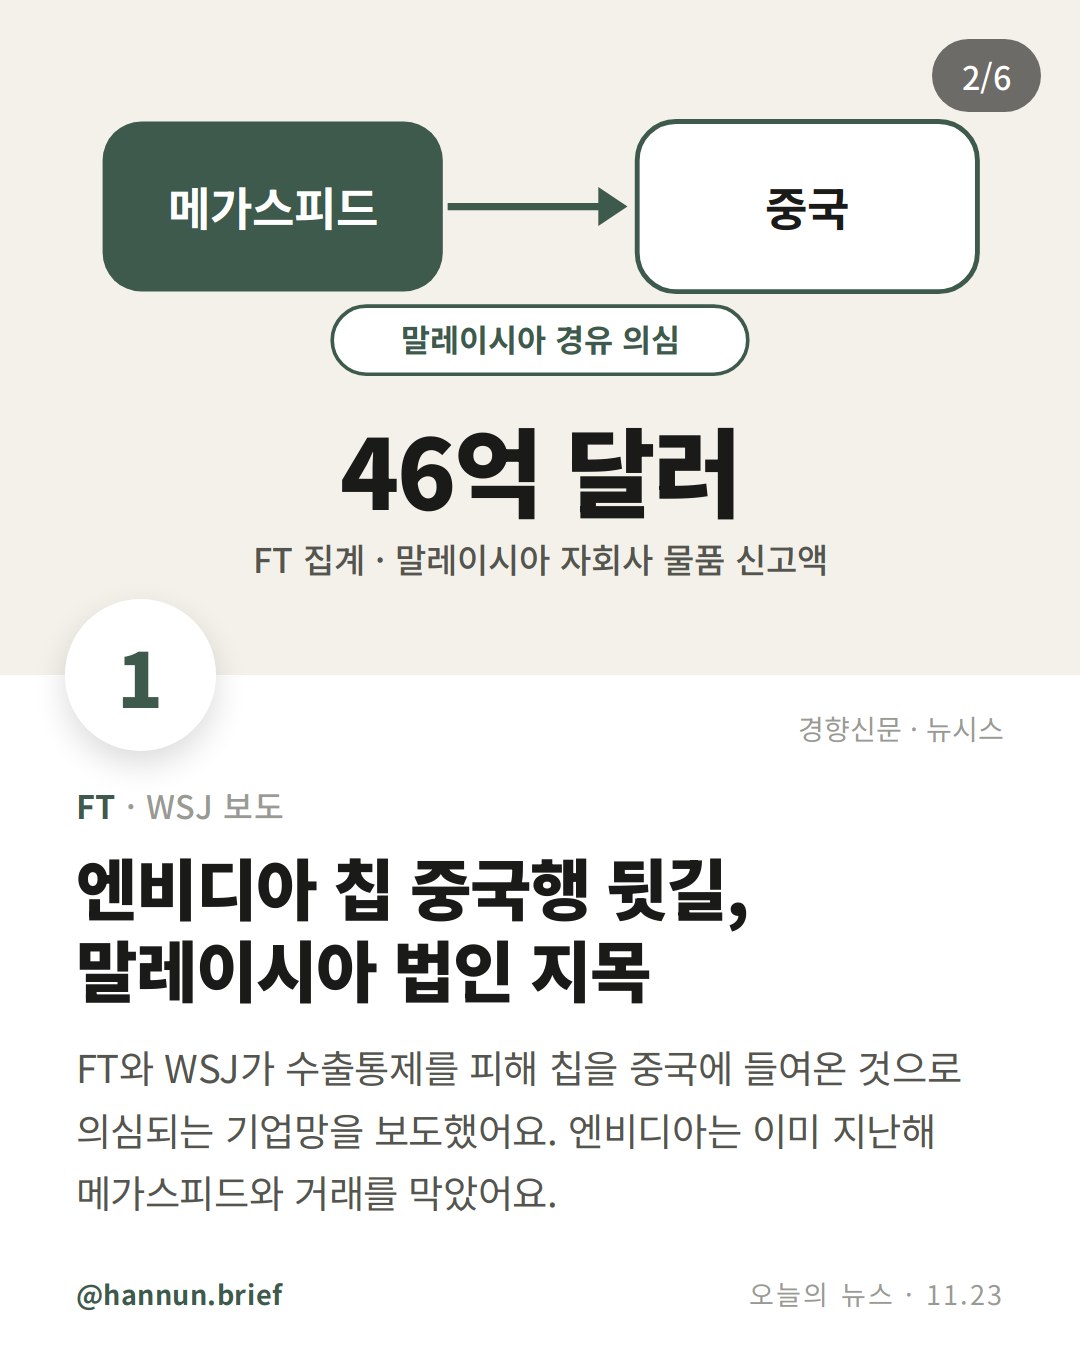 2/6
메가스피드
중국
말레이시아 경유 의심
46억 달러
FT 집계 · 말레이시아 자회사 물품 신고액
1
경향신문 · 뉴시스
FT · WSJ 보도
엔비디아 칩 중국행 뒷길,
말레이시아 법인 지목
FT와 WSJ가 수출통제를 피해 칩을 중국에 들여온 것으로
의심되는 기업망을 보도했어요. 엔비디아는 이미 지난해
메가스피드와 거래를 막았어요.
@hannun.brief
오늘의 뉴스 · 11.23